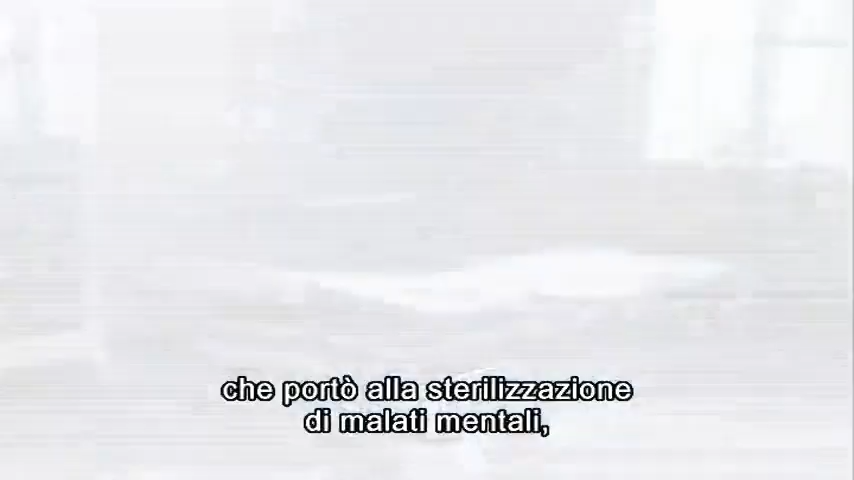 che portò alla sterilizzazione
di malati mentali,